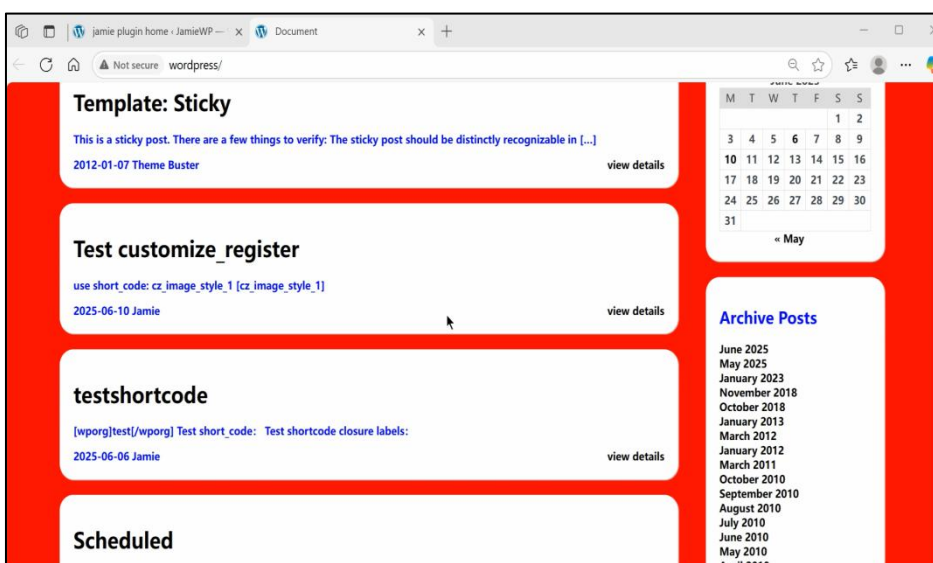 jamie plugin home ‹ JamieWP —
Document
Not secure
wordpress/
Template: Sticky
This is a sticky post. There are a few things to verify: The sticky post should be distinctly recognizable in [...]
2012-01-07 Theme Buster
view details
Test customize_register
use short_code: cz_image_style_1 [cz_image_style_1]
2025-06-10 Jamie
view details
testshortcode
[wporg]test[/wporg] Test short_code: Test shortcode closure labels:
2025-06-06 Jamie
view details
Scheduled
June 2025
M T W T F S S
1 2
3 4 5 6 7 8 9
10 11 12 13 14 15 16
17 18 19 20 21 22 23
24 25 26 27 28 29 30
31
« May
Archive Posts
June 2025
May 2025
January 2023
November 2018
October 2018
January 2013
March 2012
January 2012
March 2011
October 2010
September 2010
August 2010
July 2010
June 2010
May 2010
April 2010